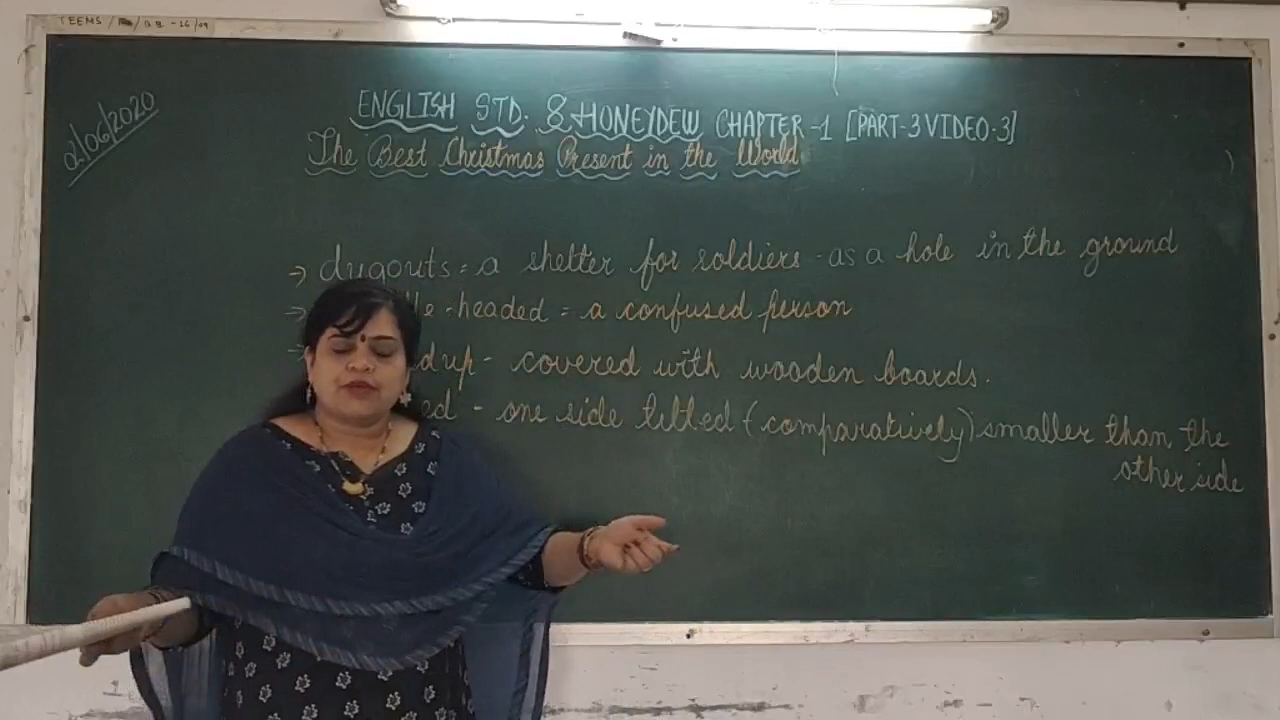 TEEMS /
2/06/2020
ENGLISH STD. 8 HONEYDEW CHAPTER-1 [PART-3 VIDEO-3]
The Best Christmas Present in the World
→ dugouts = a shelter for soldiers - as a hole in the ground
→ le-headed = a confused person
d up - covered with wooden boards.
ed - one side tilted (comparatively) smaller than the
other side